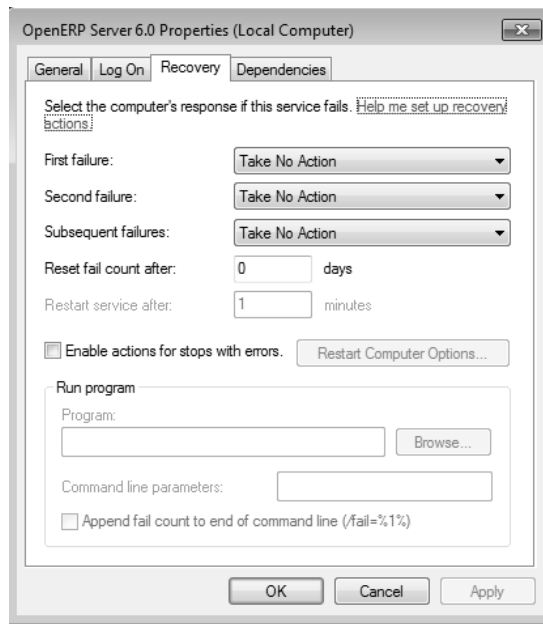 OpenERP Server 6.0 Properties (Local Computer)
General Log On Recovery Dependencies
Select the computer's response if this service fails. Help me set up recovery
actions.
First failure: Take No Action
Second failure: Take No Action
Subsequent failures: Take No Action
Reset fail count after: 0 days
Restart service after: 1 minutes
Enable actions for stops with errors. Restart Computer Options...
Run program
Program:
Browse...
Command line parameters:
Append fail count to end of command line (/fail=%1%)
OK Cancel Apply